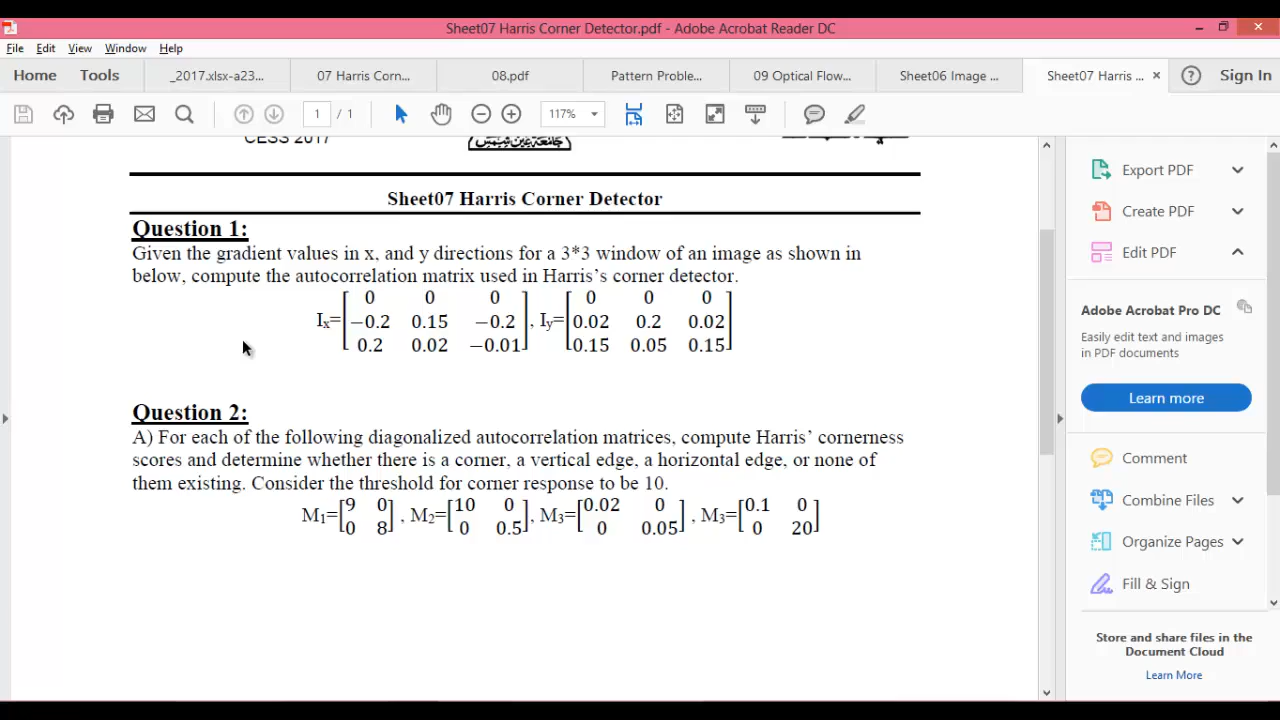 Sheet07 Harris Corner Detector.pdf - Adobe Acrobat Reader DC
File Edit View Window Help
Home Tools _2017.xlsx-a23... 07 Harris Corn... 08.pdf Pattern Proble... 09 Optical Flow... Sheet06 Image ... Sheet07 Harris ... × ? Sign In
1 / 1 117%
CESS 2017
جامعة عين شمس
Sheet07 Harris Corner Detector
Question 1:
Given the gradient values in x, and y directions for a 3*3 window of an image as shown in
below, compute the autocorrelation matrix used in Harris's corner detector.
0 0 0 0 0 0
Ix=[−0.2 0.15 −0.2], Iy=[0.02 0.2 0.02]
0.2 0.02 −0.01 0.15 0.05 0.15
Question 2:
A) For each of the following diagonalized autocorrelation matrices, compute Harris' cornerness
scores and determine whether there is a corner, a vertical edge, a horizontal edge, or none of
them existing. Consider the threshold for corner response to be 10.
M1=[9 0 , M2=[10 0 , M3=[0.02 0 , M3=[0.1 0
0 8] 0 0.5] 0 0.05] 0 20]
Export PDF
Create PDF
Edit PDF
Adobe Acrobat Pro DC
Easily edit text and images
in PDF documents
Learn more
Comment
Combine Files
Organize Pages
Fill & Sign
Store and share files in the
Document Cloud
Learn More